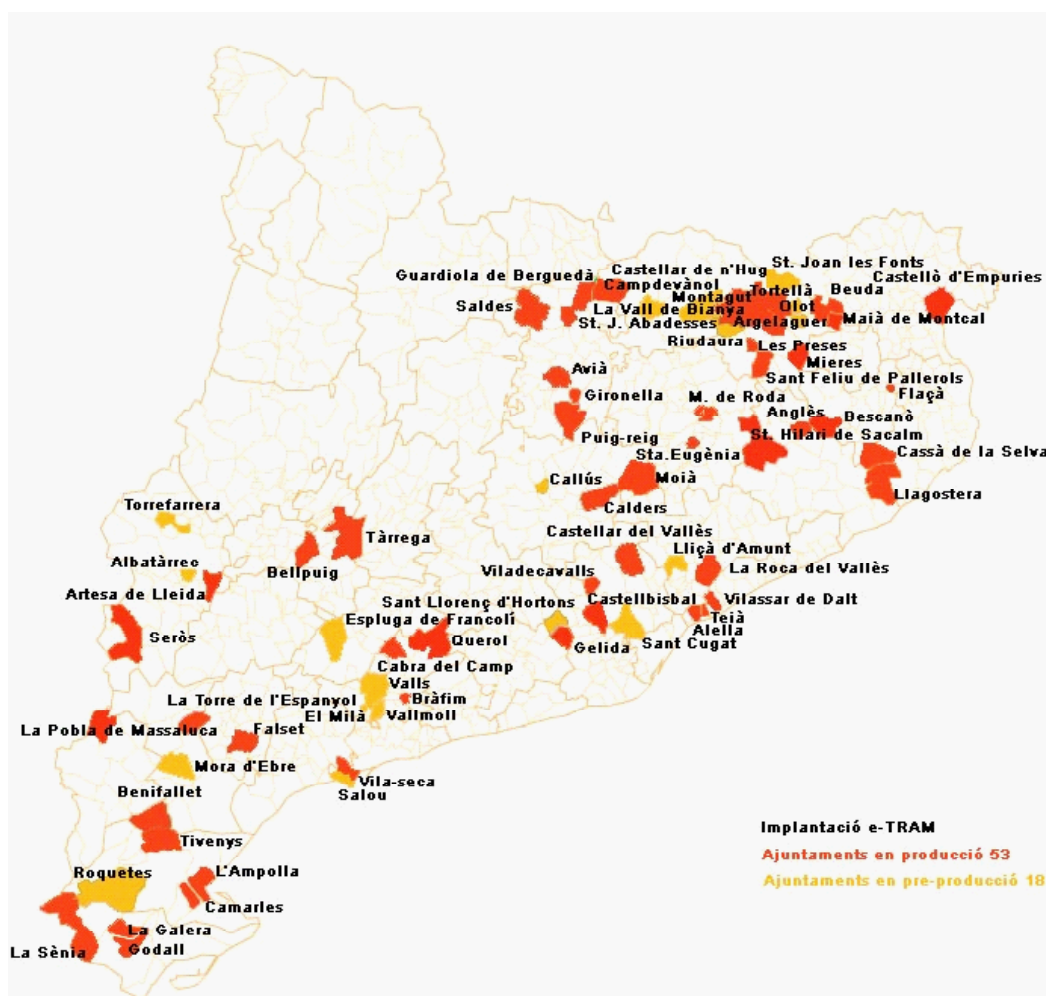 St. Joan les Fonts
Castellar de n'Hug
Guardiola de Berguedà
Castellò d'Empuries
Campdevànol
Tortellà
Beuda
Saldes
Montagut
Olot
La Vall de Bianya
St. J. Abadesses
Argelaguer
Maià de Montcal
Riudaura
Les Preses
Mieres
Avià
Sant Feliu de Pallerols
Gironella
M. de Roda
Flaçà
Anglès
Bescanò
Puig-reig
St. Hilari de Sacalm
Sta.Eugènia
Cassà de la Selva
Callús
Moià
Llagostera
Calders
Torrefarrera
Castellar del Vallès
Tàrrega
Lliçà d'Amunt
Albatàrrec
Bellpuig
La Roca del Vallès
Viladecavalls
Artesa de Lleida
Sant Llorenç d'Hortons
Castellbisbal
Vilassar de Dalt
Espluga de Francolí
Teià
Seròs
Querol
Alella
Gelida
Sant Cugat
Cabra del Camp
Valls
La Torre de l'Espanyol
Bràfim
El Milà
Vallmoll
La Pobla de Massaluca
Falset
Mora d'Ebre
Vila-seca
Salou
Benifallet
Implantació e-TRAM
Tivenys
Ajuntaments en producció 53
Roquetes
L'Ampolla
Ajuntaments en pre-producció 18
Camarles
La Galera
La Sènia
Godall